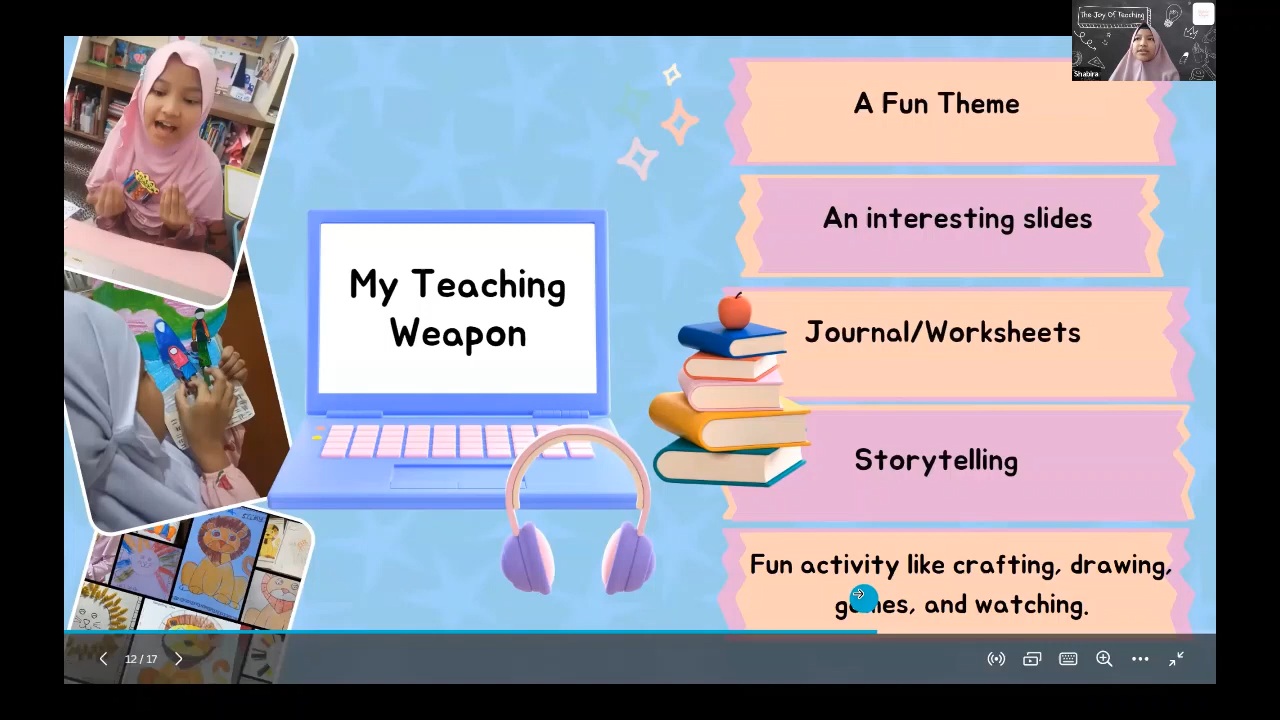 The Joy Of Teaching
Shabira
A Fun Theme
An interesting slides
My Teaching
Weapon
Journal/Worksheets
Storytelling
Fun activity like crafting, drawing,
games, and watching.
12 / 17